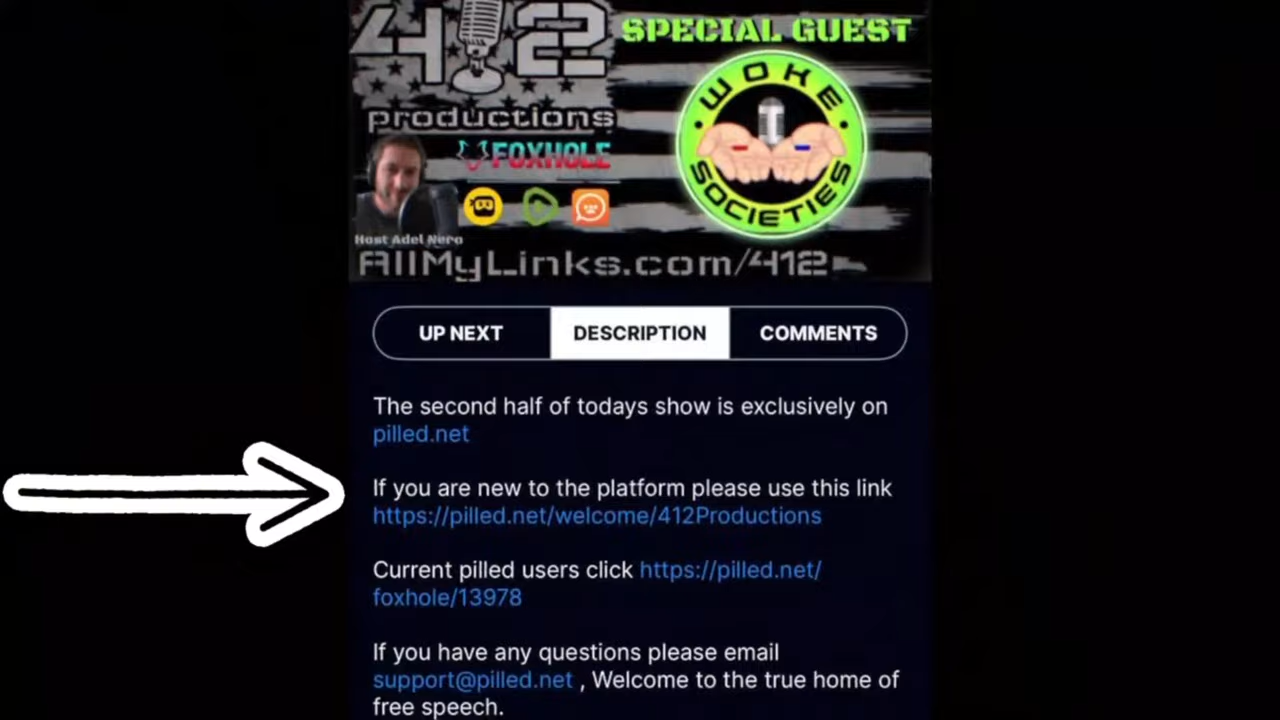 412
SPECIAL GUEST
productions
FOXHOLE
WOKE
SOCIETIES
Host Adel Nero
AllMyLinks.com/412
UP NEXT
DESCRIPTION
COMMENTS
The second half of todays show is exclusively on
pilled.net
If you are new to the platform please use this link
https://pilled.net/welcome/412Productions
Current pilled users click https://pilled.net/
foxhole/13978
If you have any questions please email
support@pilled.net , Welcome to the true home of
free speech.